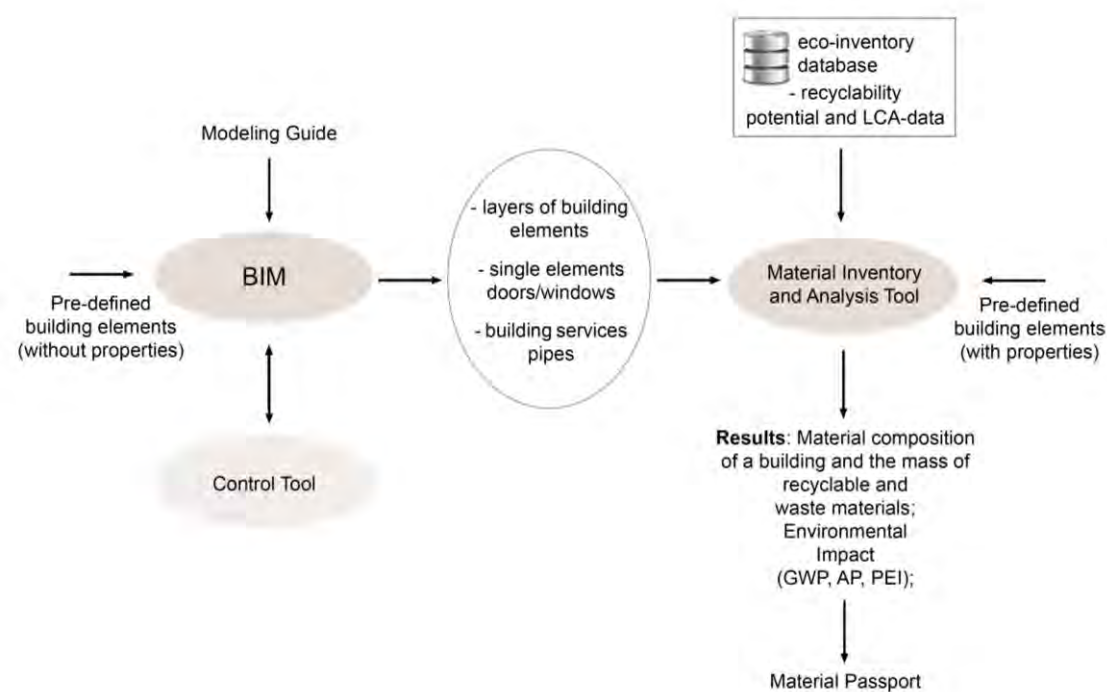 eco-inventory
database
- recyclability
potential and LCA-data
Modeling Guide
BIM
Pre-defined
building elements
(without properties)
Control Tool
- layers of building
elements
- single elements
doors/windows
- building services
pipes
Material Inventory
and Analysis Tool
Pre-defined
building elements
(with properties)
Results: Material composition
of a building and the mass of
recyclable and
waste materials;
Environmental
Impact
(GWP, AP, PEI);
Material Passport